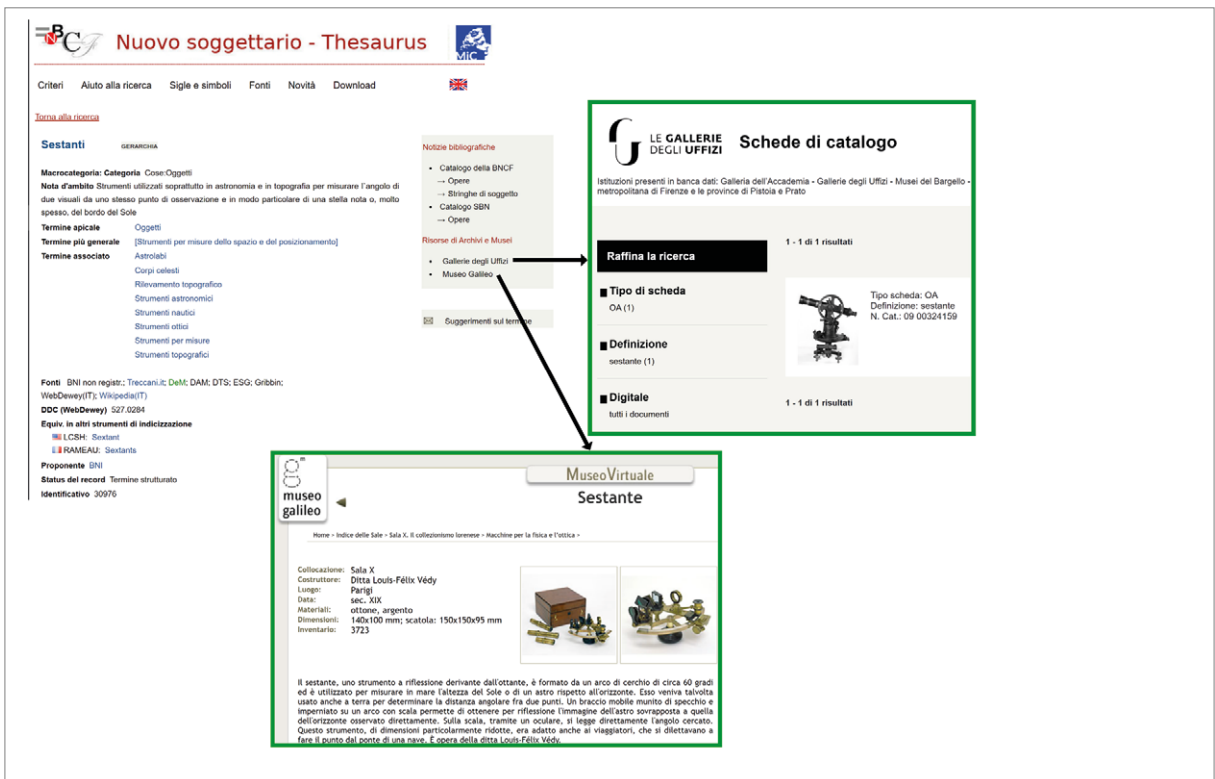 NBCF Nuovo soggettario - Thesaurus MiC
Criteri Aiuto alla ricerca Sigle e simboli Fonti Novità Download
Torna alla ricerca
Sestanti GERARCHIA
Macrocategoria: Categoria Cose:Oggetti
Nota d'ambito Strumenti utilizzati soprattutto in astronomia e in topografia per misurare l'angolo di
due visuali da uno stesso punto di osservazione e in modo particolare di una stella nota o, molto
spesso, del bordo del Sole
Termine apicale Oggetti
Termine più generale [Strumenti per misure dello spazio e del posizionamento]
Termine associato Astrolabi
Corpi celesti
Rilevamento topografico
Strumenti astronomici
Strumenti nautici
Strumenti ottici
Strumenti per misure
Strumenti topografici
Fonti BNI non registr.; Treccani.it; DeM; DAM; DTS; ESG; Gribbin;
WebDewey(IT); Wikipedia(IT)
DDC (WebDewey) 527.0284
Equiv. in altri strumenti di indicizzazione
LCSH: Sextant
RAMEAU: Sextants
Proponente BNI
Status del record Termine strutturato
Identificativo 30976
Notizie bibliografiche
• Catalogo della BNCF
→ Opere
→ Stringhe di soggetto
• Catalogo SBN
→ Opere
Risorse di Archivi e Musei
• Gallerie degli Uffizi
• Museo Galileo
Suggerimenti sul termine
LE GALLERIE
DEGLI UFFIZI
Schede di catalogo
Istituzioni presenti in banca dati: Galleria dell'Accademia - Gallerie degli Uffizi - Musei del Bargello -
metropolitana di Firenze e le province di Pistoia e Prato
Raffina la ricerca
Tipo di scheda
OA (1)
Definizione
sestante (1)
Digitale
tutti i documenti
1 - 1 di 1 risultati
Tipo scheda: OA
Definizione: sestante
N. Cat.: 09 00324159
1 - 1 di 1 risultati
museo
galileo
MuseoVirtuale
Sestante
Home > Indice delle Sale > Sala X. Il collezionismo lorenese > Macchine per la fisica e l'ottica >
Collocazione: Sala X
Costruttore: Ditta Louis-Félix Védy
Luogo: Parigi
Data: sec. XIX
Materiali: ottone, argento
Dimensioni: 140x100 mm; scatola: 150x150x95 mm
Inventario: 3723
Il sestante, uno strumento a riflessione derivante dall'ottante, è formato da un arco di cerchio di circa 60 gradi
ed è utilizzato per misurare in mare l'altezza del Sole o di un astro rispetto all'orizzonte. Esso veniva talvolta
usato anche a terra per determinare la distanza angolare fra due punti. Un braccio mobile munito di specchio e
imperniato su un arco con scala permette di ottenere per riflessione l'immagine dell'astro sovrapposta a quella
dell'orizzonte osservato direttamente. Sulla scala, tramite un oculare, si legge direttamente l'angolo cercato.
Questo strumento, di dimensioni particolarmente ridotte, era adatto anche ai viaggiatori, che si dilettavano a
fare il punto dal ponte di una nave. È opera della ditta Louis-Félix Védy.